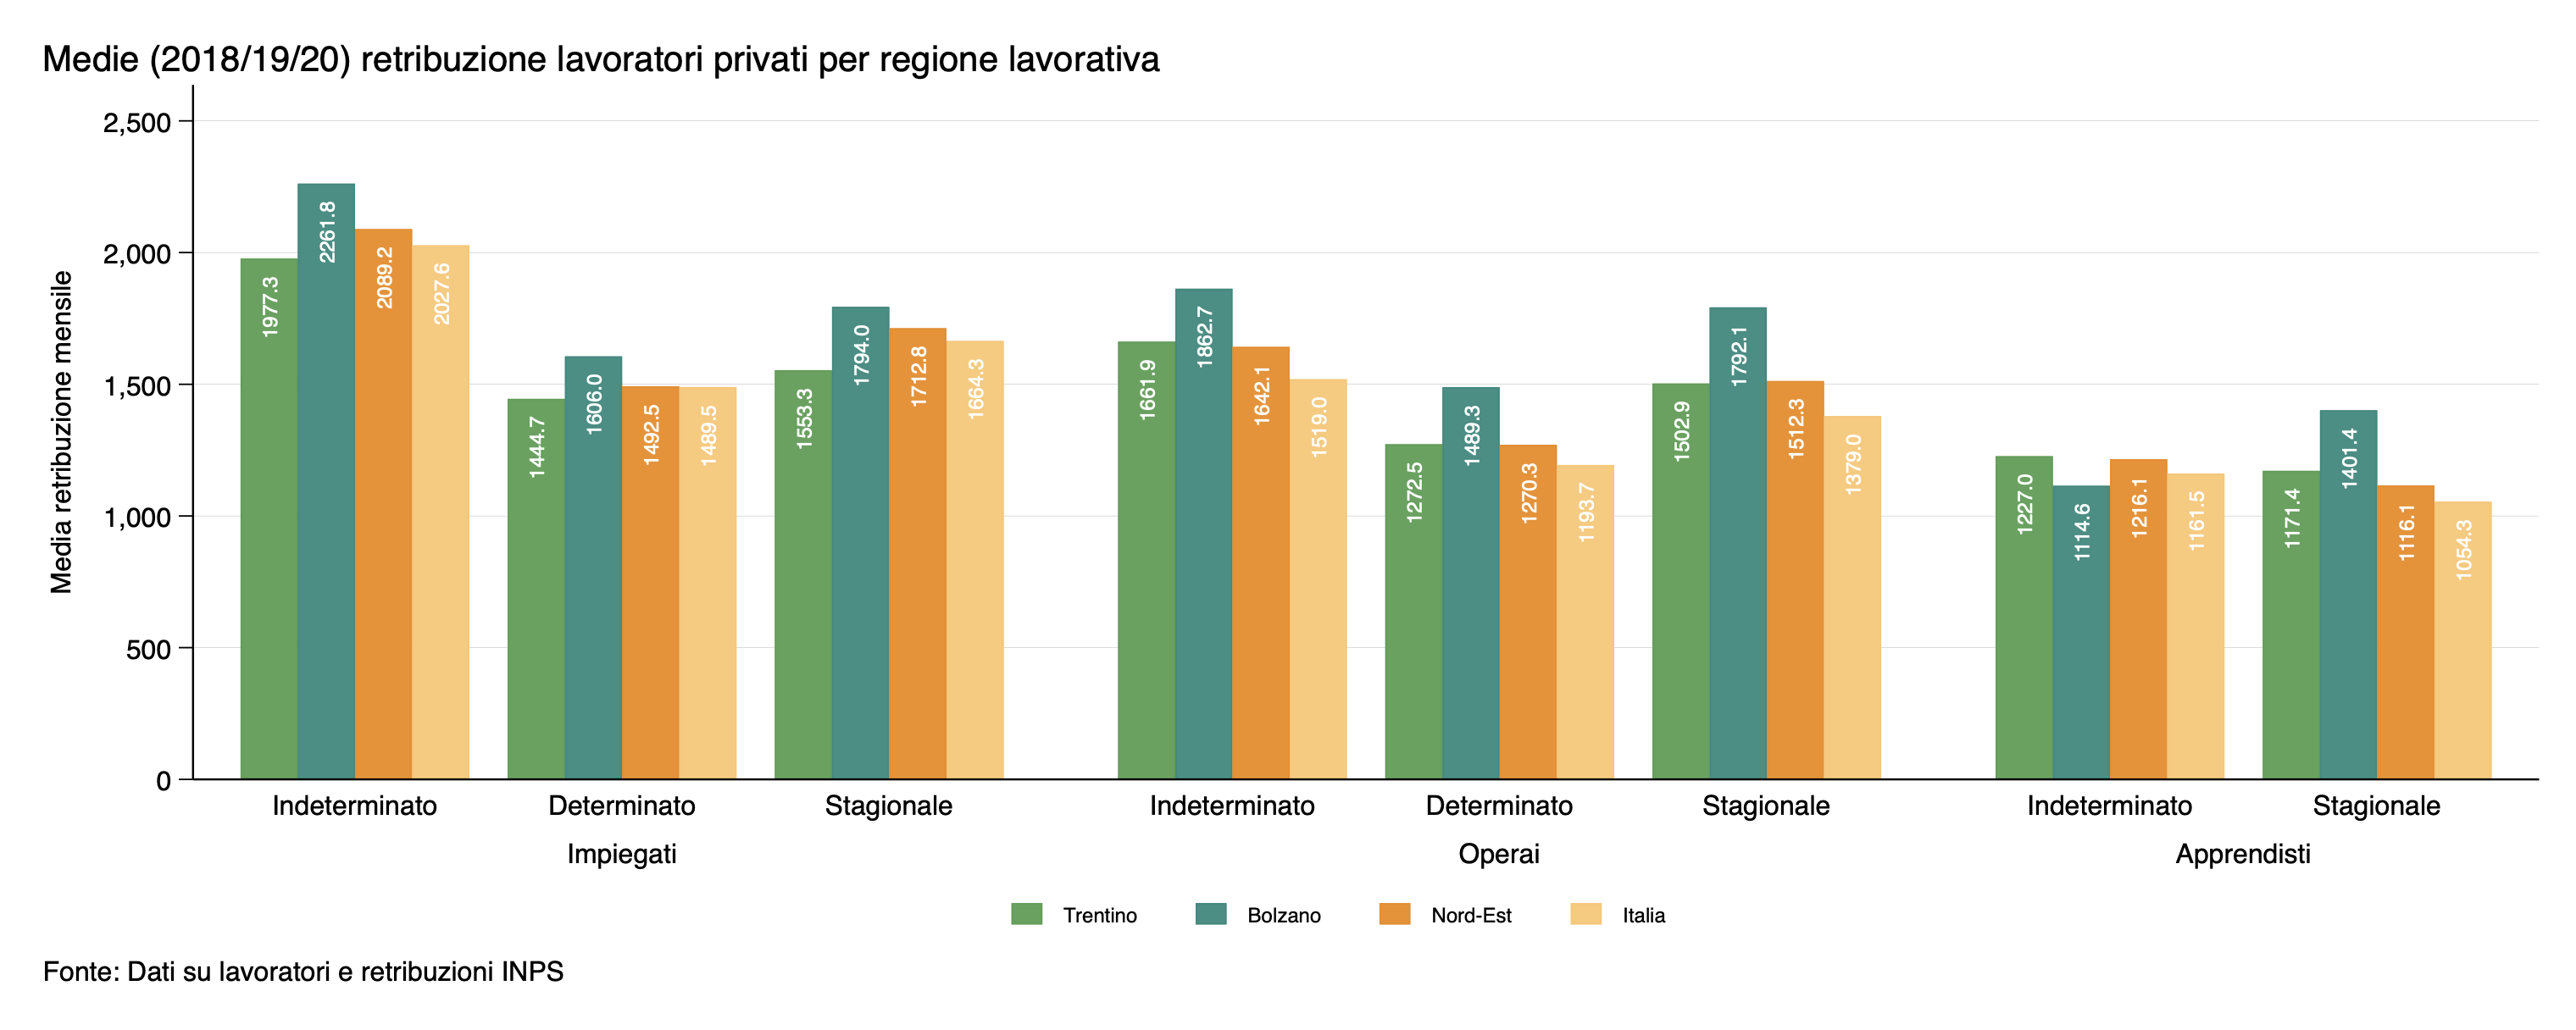 Medie (2018/19/20) retribuzione lavoratori privati per regione lavorativa
Media retribuzione mensile
2,500
2,000
1,500
1,000
500
0
1977.3 2261.8 2089.2 2027.6
1444.7 1606.0 1492.5 1489.5
1553.3 1794.0 1712.8 1664.3
1661.9 1862.7 1642.1 1519.0
1272.5 1489.3 1270.3 1193.7
1502.9 1792.1 1512.3 1379.0
1227.0 1114.6 1216.1 1161.5
1171.4 1401.4 1116.1 1054.3
Indeterminato Determinato Stagionale Indeterminato Determinato Stagionale Indeterminato Stagionale
Impiegati Operai Apprendisti
Trentino Bolzano Nord-Est Italia
Fonte: Dati su lavoratori e retribuzioni INPS